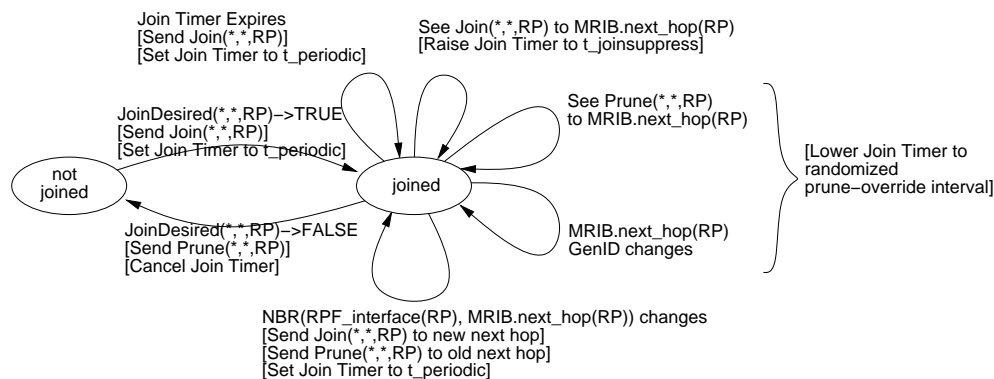 Join Timer Expires
[Send Join(*,*,RP)]
[Set Join Timer to t_periodic]
See Join(*,*,RP) to MRIB.next_hop(RP)
[Raise Join Timer to t_joinsuppress]
JoinDesired(*,*,RP)->TRUE
[Send Join(*,*,RP)]
[Set Join Timer to t_periodic]
See Prune(*,*,RP)
to MRIB.next_hop(RP)
[Lower Join Timer to
randomized
prune-override interval]
not
joined
joined
JoinDesired(*,*,RP)->FALSE
[Send Prune(*,*,RP)]
[Cancel Join Timer]
MRIB.next_hop(RP)
GenID changes
NBR(RPF_interface(RP), MRIB.next_hop(RP)) changes
[Send Join(*,*,RP) to new next hop]
[Send Prune(*,*,RP) to old next hop]
[Set Join Timer to t_periodic]